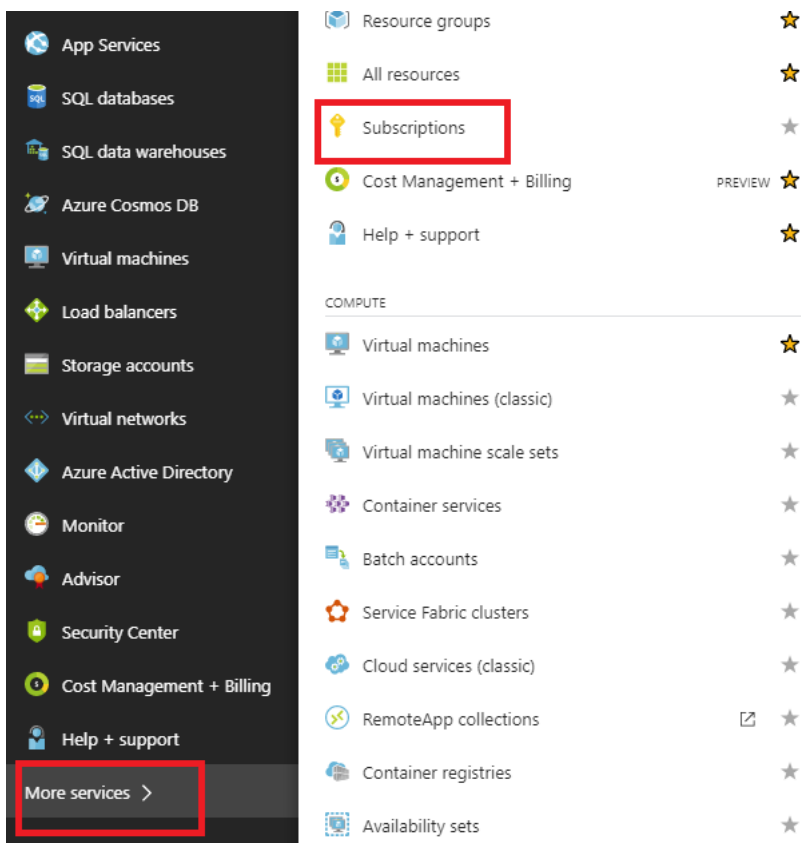 App Services
SQL databases
SQL data warehouses
Azure Cosmos DB
Virtual machines
Load balancers
Storage accounts
Virtual networks
Azure Active Directory
Monitor
Advisor
Security Center
Cost Management + Billing
Help + support
More services
Resource groups
All resources
Subscriptions
Cost Management + Billing PREVIEW
Help + support
COMPUTE
Virtual machines
Virtual machines (classic)
Virtual machine scale sets
Container services
Batch accounts
Service Fabric clusters
Cloud services (classic)
RemoteApp collections
Container registries
Availability sets